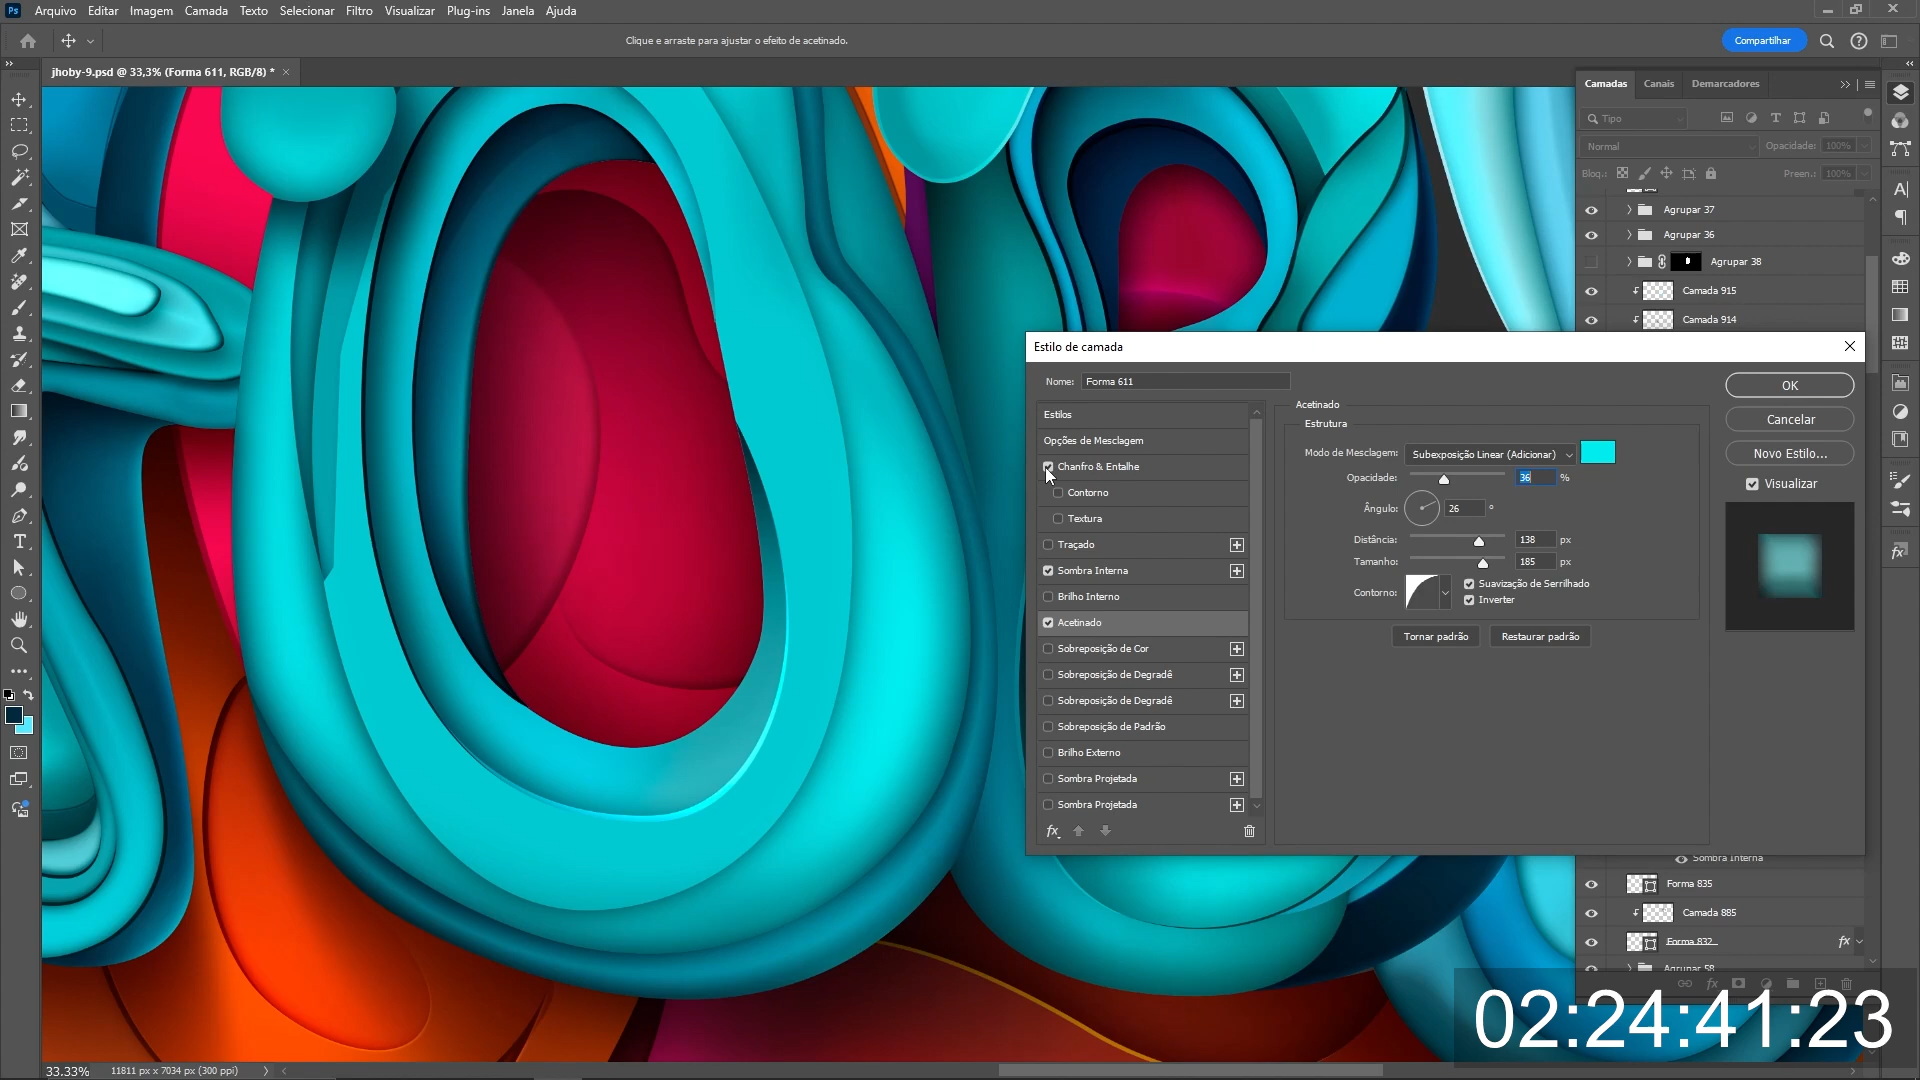 Ps Arquivo Editar Imagem Camada Texto Selecionar Filtro Visualizar Plug-ins Janela Ajuda
Clique e arraste para ajustar o efeito de acetinado.
Compartilhar
jhoby-9.psd @ 33,3% (Forma 611, RGB/8) *
Camadas Canais Demarcadores
Tipo
Normal Opacidade: 100%
Bloq.: Preen.: 100%
Agrupar 37
Agrupar 36
Agrupar 38
Camada 915
Camada 914
Estilo de camada
Nome: Forma 611
Estilos
Opções de Mesclagem
Chanfro & Entalhe
Contorno
Textura
Traçado
Sombra Interna
Brilho Interno
Acetinado
Sobreposição de Cor
Sobreposição de Degradê
Sobreposição de Degradê
Sobreposição de Padrão
Brilho Externo
Sombra Projetada
Sombra Projetada
fx
Acetinado
Estrutura
Modo de Mesclagem: Subexposição Linear (Adicionar)
Opacidade: 36 %
Ângulo: 26 °
Distância: 138 px
Tamanho: 185 px
Contorno: Suavização de Serrilhado
Inverter
Tornar padrão Restaurar padrão
OK
Cancelar
Novo Estilo...
Visualizar
Sombra Interna
Forma 835
Camada 885
Forma 832 fx
Agrupar 58
02:24:41:23
33.33% 11811 px x 7034 px (300 ppi)